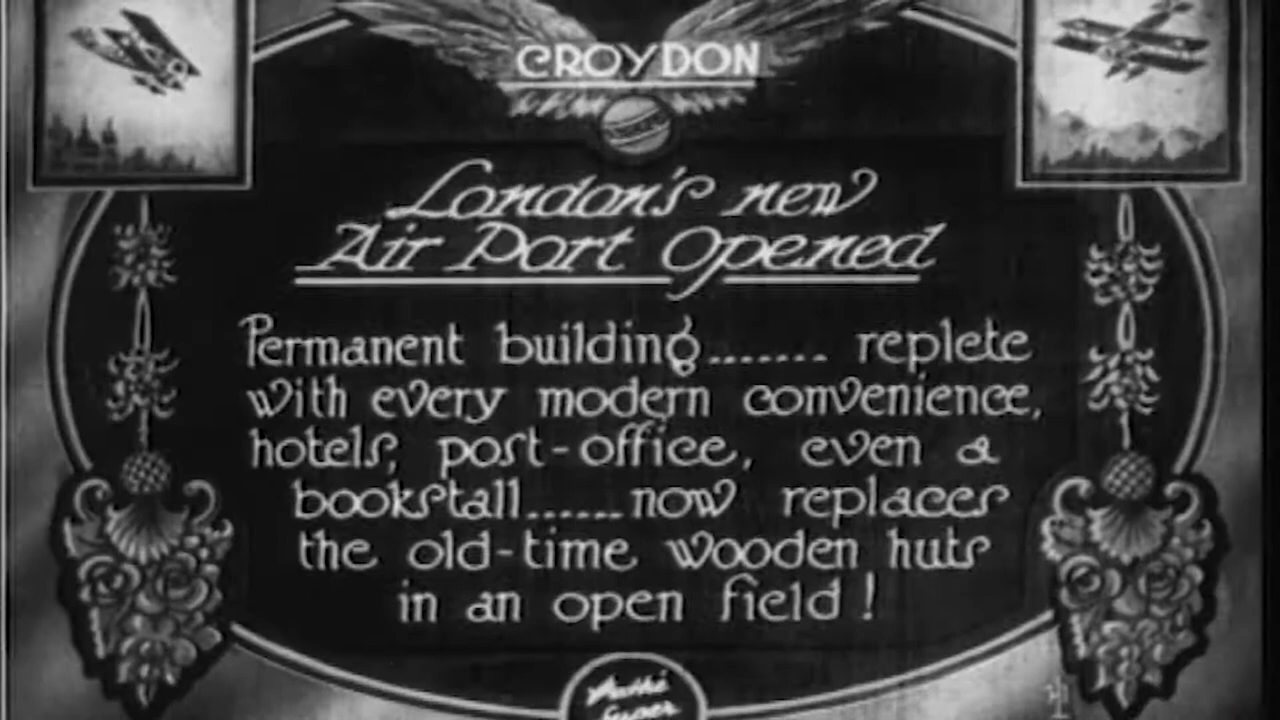 CROYDON
London's new
Air Port Opened
Permanent building....... replete
with every modern convenience,
hotels, post-office, even a
bookstall......now replaces
the old-time wooden huts
in an open field!
Pathé